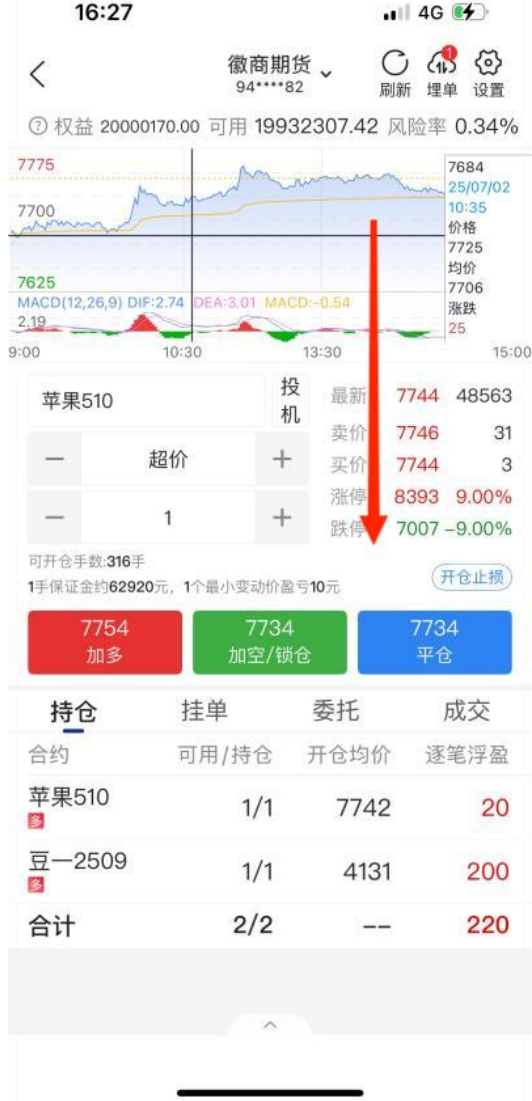 16:27 4G
徽商期货
94****82
刷新 埋单 1 设置
权益 20000170.00 可用 19932307.42 风险率 0.34%
7775
7700
7625
7684
25/07/02
10:35
价格
7725
均价
7706
涨跌
25
MACD(12,26,9) DIF:2.74 DEA:3.01 MACD:-0.54
2.19
9:00 10:30 13:30 15:00
苹果510 投机
最新 7744 48563
卖价 7746 31
— 超价 +
买价 7744 3
涨停 8393 9.00%
— 1 +
跌停 7007 -9.00%
可开仓手数:316手
1手保证金约62920元，1个最小变动价盈亏10元
开仓止损
7754 7734 7734
加多 加空/锁仓 平仓
持仓 挂单 委托 成交
合约 可用/持仓 开仓均价 逐笔浮盈
苹果510 1/1 7742 20
多
豆一2509 1/1 4131 200
多
合计 2/2 -- 220